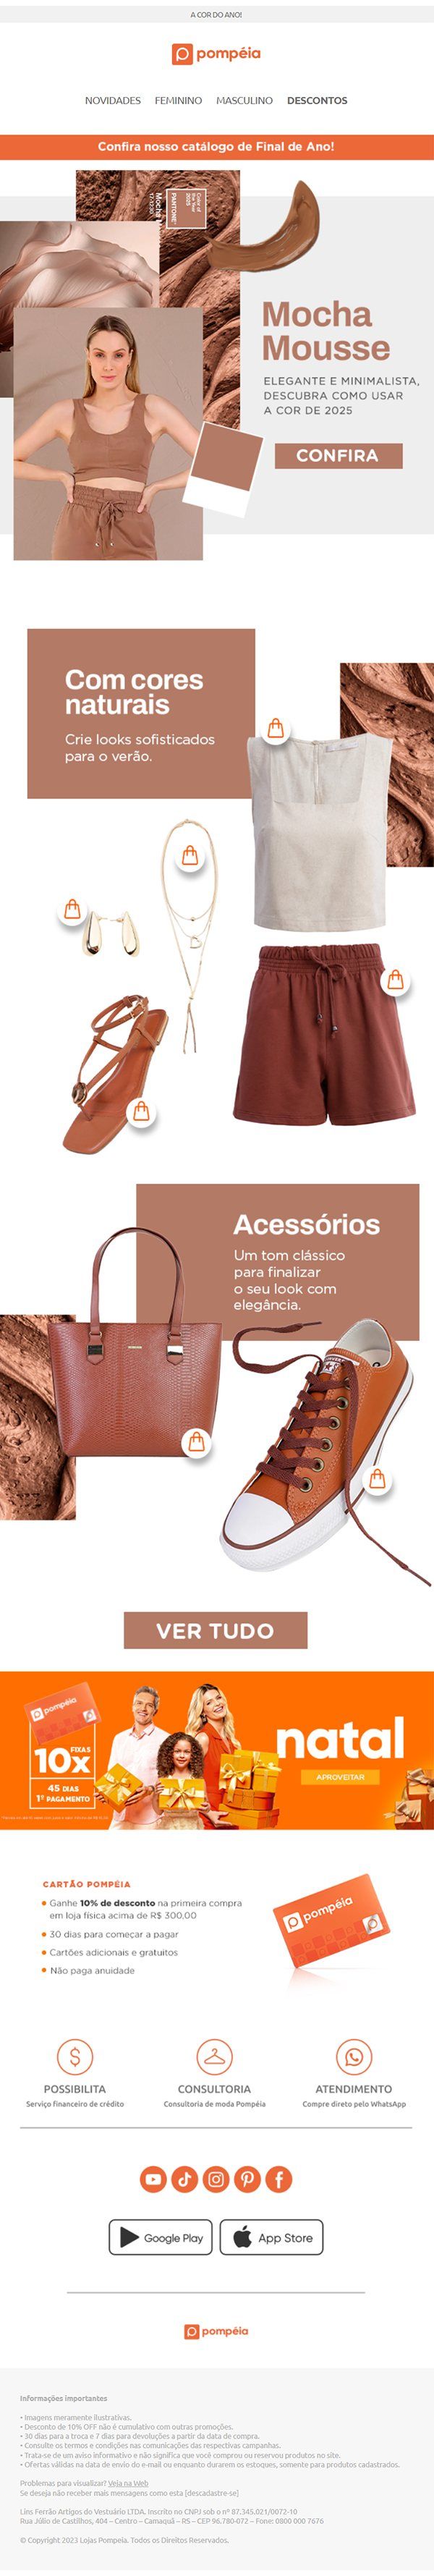 A COR DO ANO!
pompéia
NOVIDADES FEMININO MASCULINO DESCONTOS
Confira nosso catálogo de Final de Ano!
PANTONE
Color of
the Year
2025
Mocha
Mocha
Mousse
ELEGANTE E MINIMALISTA,
DESCUBRA COMO USAR
A COR DE 2025
CONFIRA
Com cores
naturais
Crie looks sofisticados
para o verão.
Acessórios
Um tom clássico
para finalizar
o seu look com
elegância.
VER TUDO
pompéia
FIXAS
10x
45 DIAS
1º PAGAMENTO
natal
APROVEITAR
CARTÃO POMPÉIA
• Ganhe 10% de desconto na primeira compra
em loja física acima de R$ 300,00
• 30 dias para começar a pagar
• Cartões adicionais e gratuitos
• Não paga anuidade
pompéia
POSSIBILITA CONSULTORIA ATENDIMENTO
Serviço financeiro de crédito Consultoria de moda Pompéia Compre direto pelo WhatsApp
Google Play App Store
pompéia
Informações importantes
• Imagens meramente ilustrativas.
• Desconto de 10% OFF não é cumulativo com outras promoções.
• 30 dias para a troca e 7 dias para devoluções a partir da data de compra.
• Consulte os termos e condições nas comunicações das respectivas campanhas.
• Trata-se de um aviso informativo e não significa que você comprou ou reservou produtos no site.
• Ofertas válidas na data de envio do e-mail ou enquanto durarem os estoques, somente para produtos cadastrados.
Problemas para visualizar? Veja na Web
Se deseja não receber mais mensagens como esta [descadastre-se]
Lins Ferrão Artigos do Vestuário LTDA. Inscrito no CNPJ sob o nº 87.345.021/0072-10
Rua Júlio de Castilhos, 404 – Centro – Camaquã – RS – CEP 96.780-072 – Fone: 0800 000 7676
© Copyright 2023 Lojas Pompeia. Todos os Direitos Reservados.